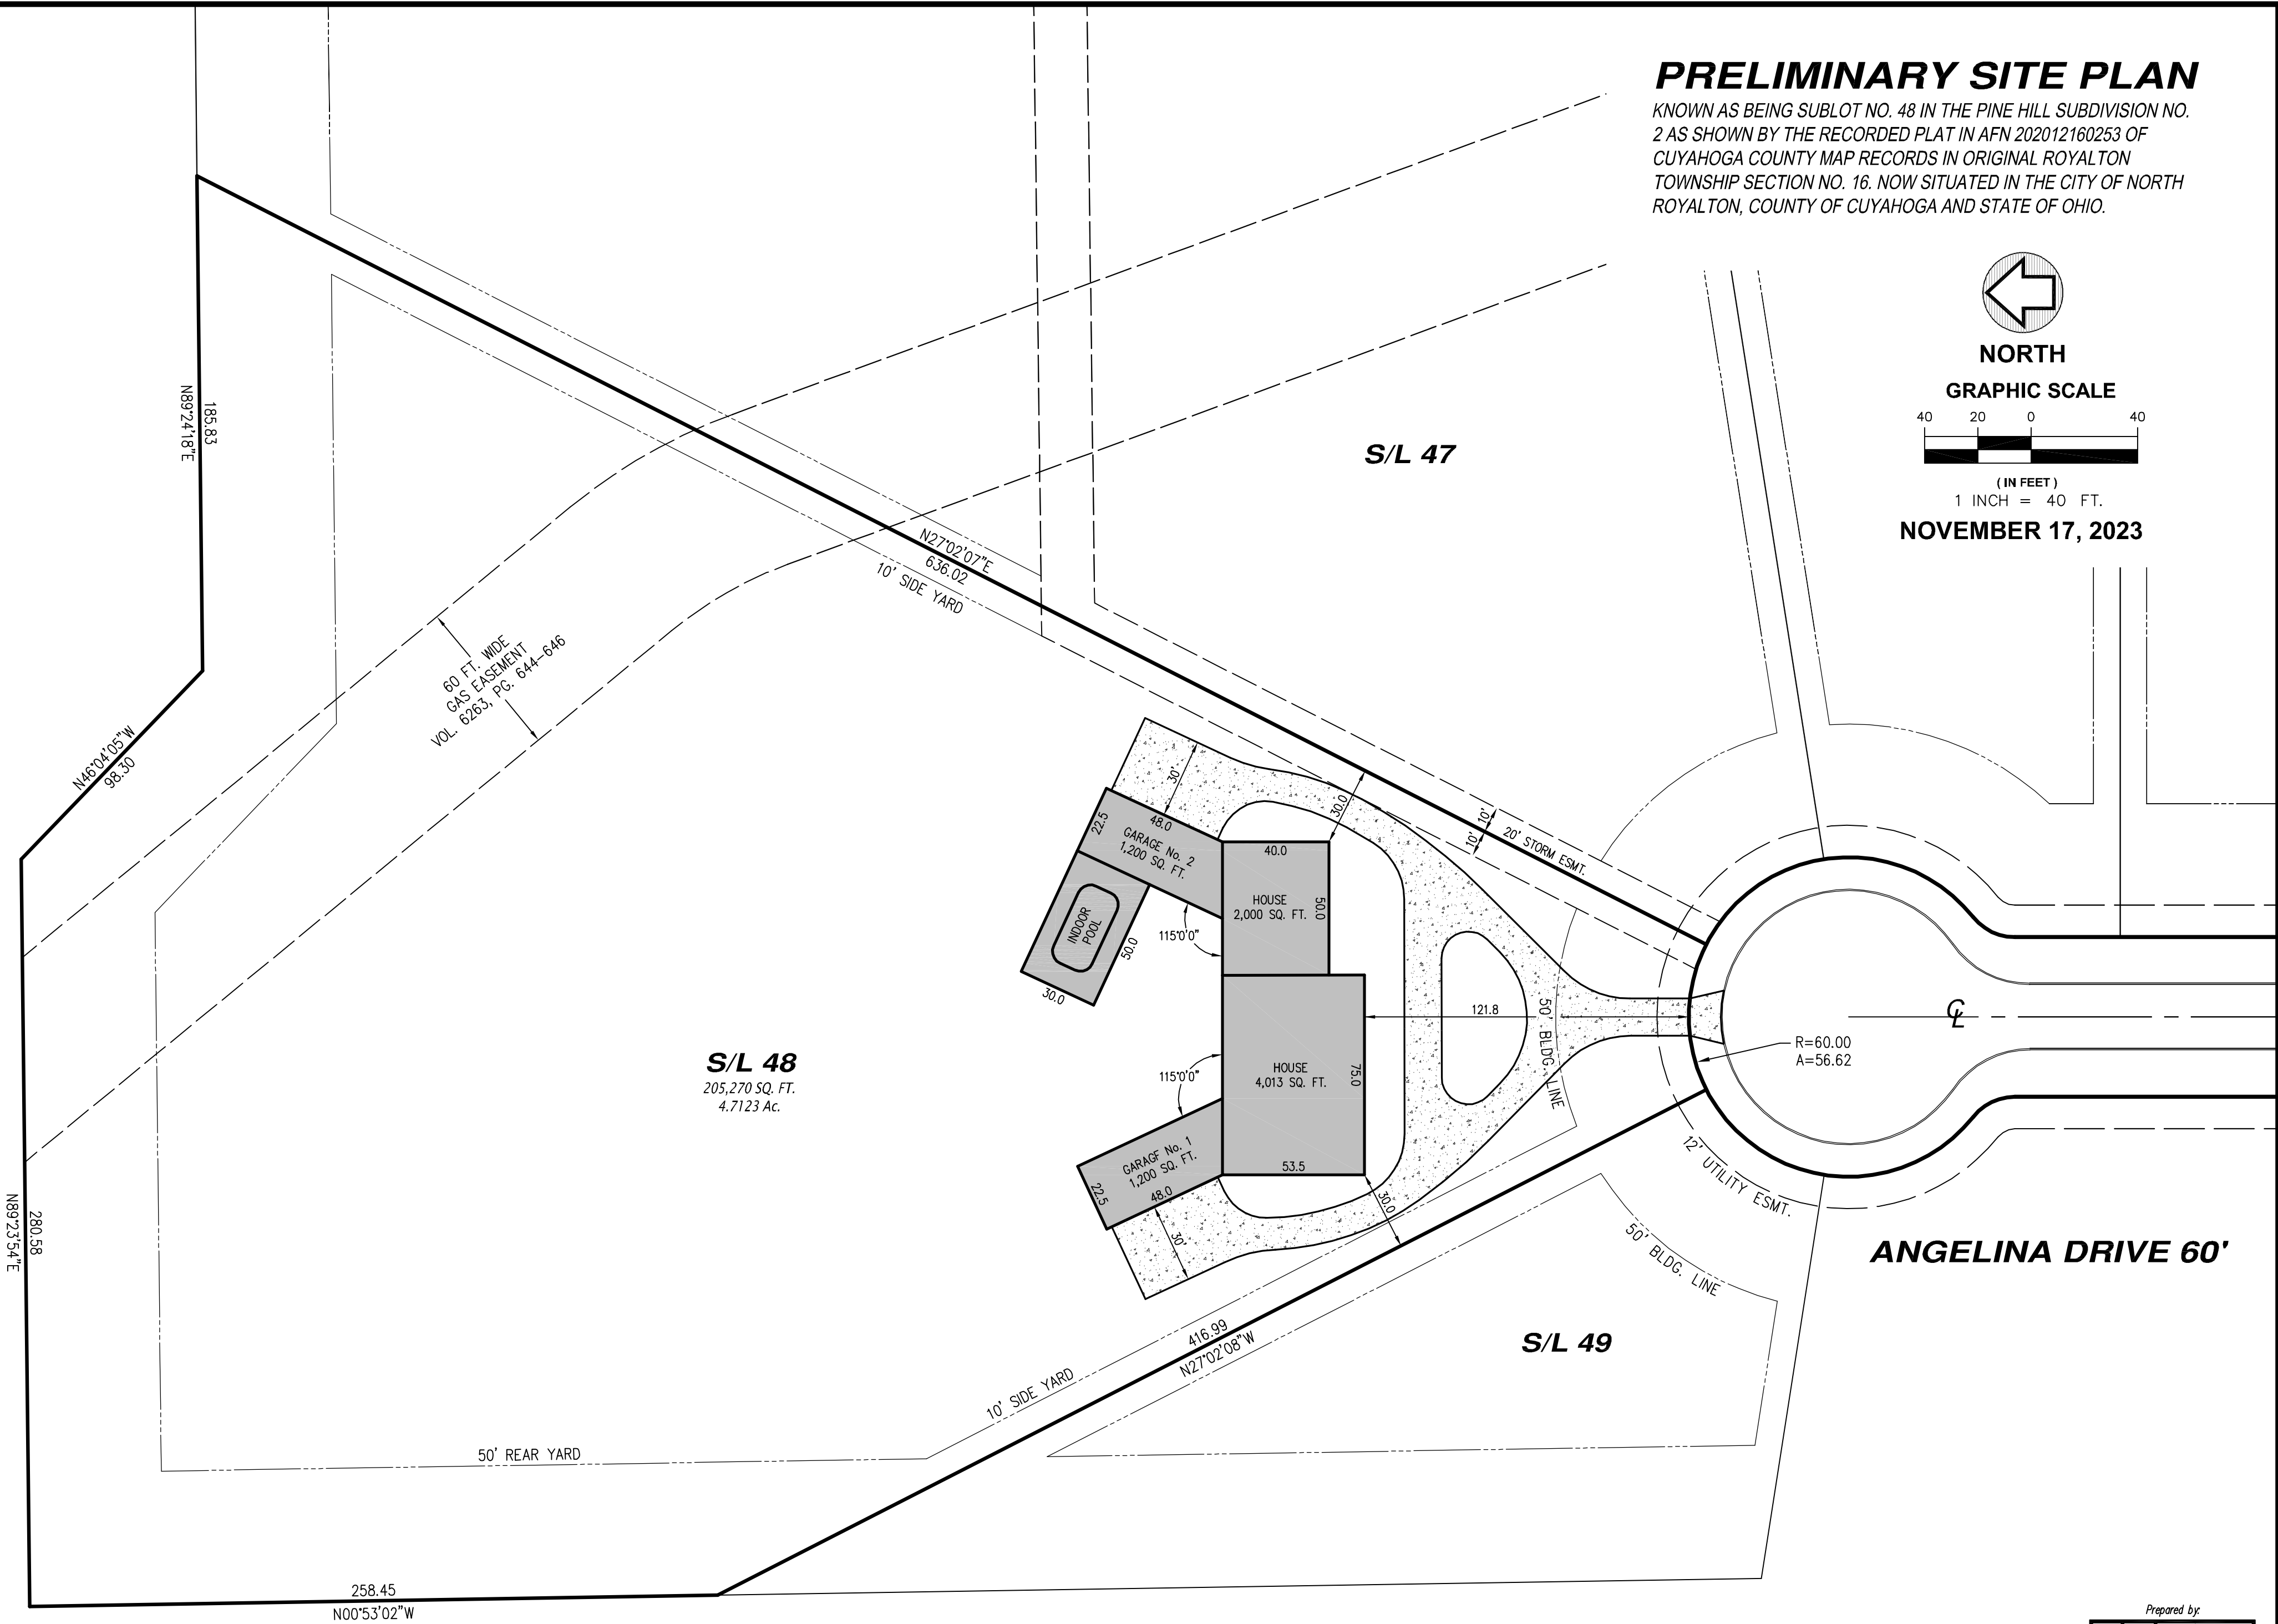 PRELIMINARY SITE PLAN
KNOWN AS BEING SUBLOT NO. 48 IN THE PINE HILL SUBDIVISION NO.
2 AS SHOWN BY THE RECORDED PLAT IN AFN 202012160253 OF
CUYAHOGA COUNTY MAP RECORDS IN ORIGINAL ROYALTON
TOWNSHIP SECTION NO. 16. NOW SITUATED IN THE CITY OF NORTH
ROYALTON, COUNTY OF CUYAHOGA AND STATE OF OHIO.
NORTH
GRAPHIC SCALE
40 20 0 40
( IN FEET )
1 INCH = 40 FT.
NOVEMBER 17, 2023
185.83
N89°24'18"E
S/L 47
N27°02'07"E
636.02
10' SIDE YARD
60 FT. WIDE
GAS EASEMENT
VOL. 6263, PG. 644-646
N46°04'05"W
98.30
30'
48.0
22.5
GARAGE No. 2
1,200 SQ. FT.
30.0
10'
10'
20' STORM ESMT.
40.0
HOUSE
2,000 SQ. FT.
50.0
INDOOR
POOL
50.0
30.0
115°0'0"
121.8
50' BLDG. LINE
℄
R=60.00
A=56.62
S/L 48
205,270 SQ. FT.
4.7123 Ac.
115°0'0"
HOUSE
4,013 SQ. FT.
75.0
53.5
GARAGE No. 1
1,200 SQ. FT.
22.5
48.0
30'
30.0
12' UTILITY ESMT.
50' BLDG. LINE
ANGELINA DRIVE 60'
280.58
N89°23'54"E
416.99
N27°02'08"W
S/L 49
10' SIDE YARD
50' REAR YARD
258.45
N00°53'02"W
Prepared by: